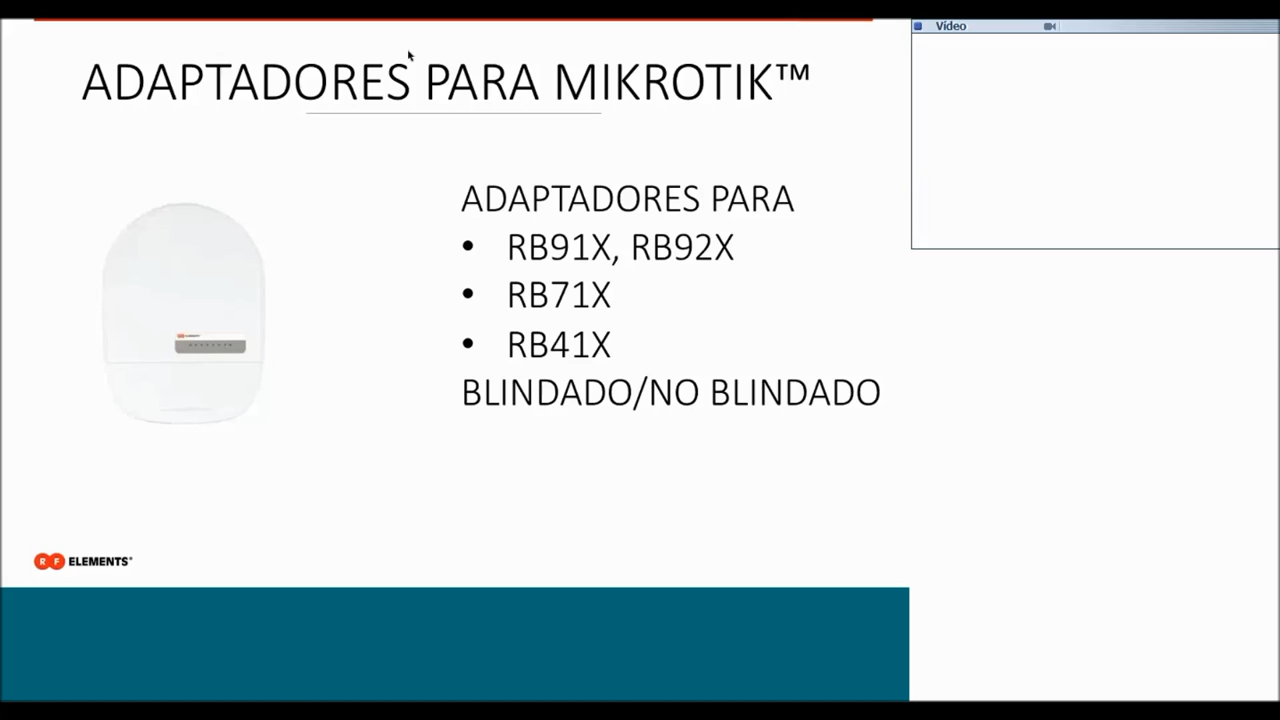 Vídeo
ADAPTADORES PARA MIKROTIK™
ADAPTADORES PARA
• RB91X, RB92X
• RB71X
• RB41X
BLINDADO/NO BLINDADO
RF ELEMENTS®